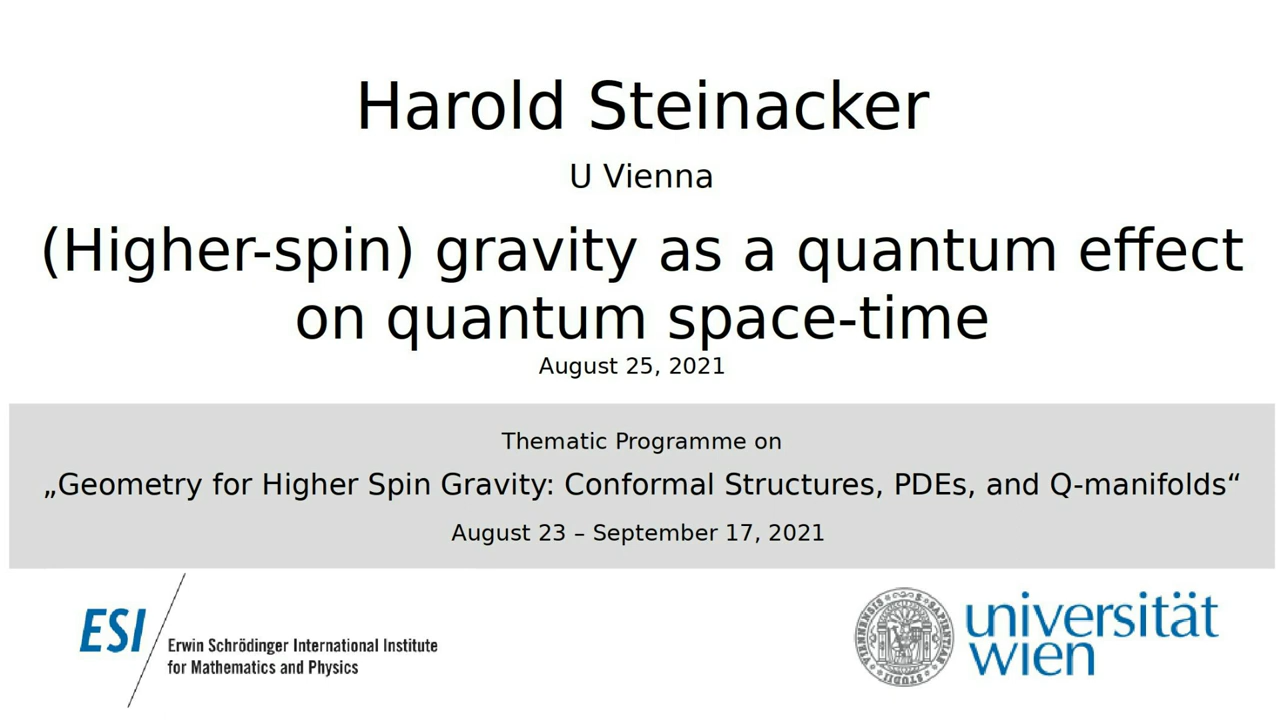 Harold Steinacker
U Vienna
(Higher-spin) gravity as a quantum effect
on quantum space-time
August 25, 2021
Thematic Programme on
„Geometry for Higher Spin Gravity: Conformal Structures, PDEs, and Q-manifolds“
August 23 – September 17, 2021
ESI
Erwin Schrödinger International Institute
for Mathematics and Physics
universität
wien